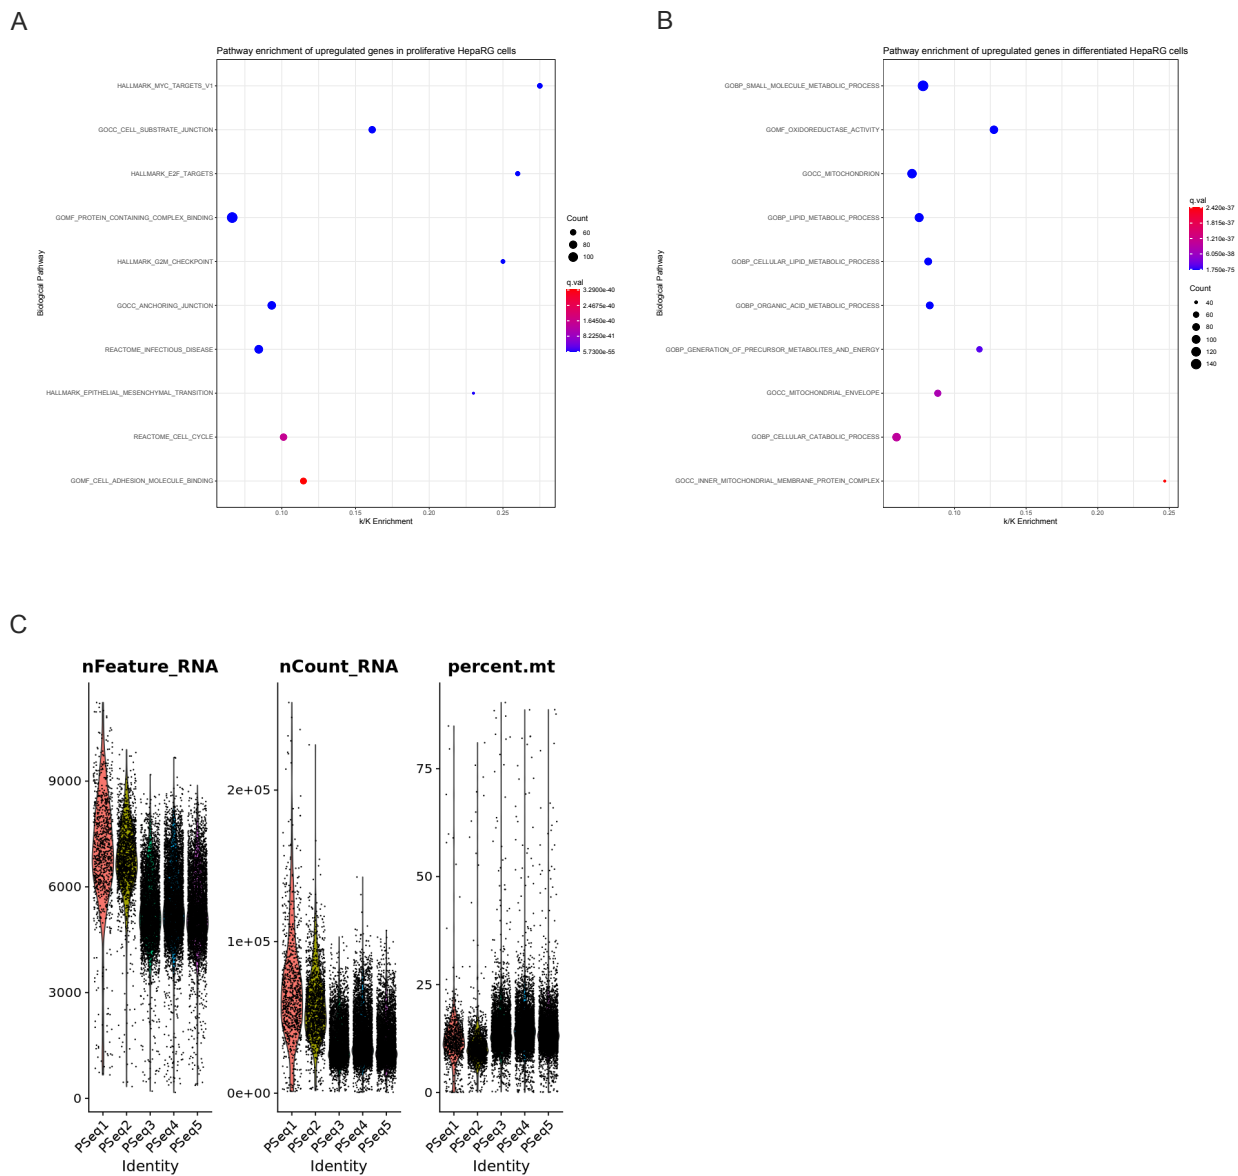 A
Pathway enrichment of upregulated genes in proliferative HepaRG cells
HALLMARK_MYC_TARGETS_V1
GOCC_CELL_SUBSTRATE_JUNCTION
HALLMARK_E2F_TARGETS
GOMF_PROTEIN_CONTAINING_COMPLEX_BINDING
HALLMARK_G2M_CHECKPOINT
GOCC_ANCHORING_JUNCTION
REACTOME_INFECTIOUS_DISEASE
HALLMARK_EPITHELIAL_MESENCHYMAL_TRANSITION
REACTOME_CELL_CYCLE
GOMF_CELL_ADHESION_MOLECULE_BINDING
Biological Pathway
0.10 0.15 0.20 0.25
k/K Enrichment
Count
60
80
100
q.val
3.2900e-40
2.4675e-40
1.6450e-40
8.2250e-41
5.7300e-55
B
Pathway enrichment of upregulated genes in differentiated HepaRG cells
GOBP_SMALL_MOLECULE_METABOLIC_PROCESS
GOMF_OXIDOREDUCTASE_ACTIVITY
GOCC_MITOCHONDRION
GOBP_LIPID_METABOLIC_PROCESS
GOBP_CELLULAR_LIPID_METABOLIC_PROCESS
GOBP_ORGANIC_ACID_METABOLIC_PROCESS
GOBP_GENERATION_OF_PRECURSOR_METABOLITES_AND_ENERGY
GOCC_MITOCHONDRIAL_ENVELOPE
GOBP_CELLULAR_CATABOLIC_PROCESS
GOCC_INNER_MITOCHONDRIAL_MEMBRANE_PROTEIN_COMPLEX
Biological Pathway
0.10 0.15 0.20 0.25
k/K Enrichment
q.val
2.420e-37
1.815e-37
1.210e-37
6.050e-38
1.750e-75
Count
40
60
80
100
120
140
C
nFeature_RNA
9000
6000
3000
0
PSeq1 PSeq2 PSeq3 PSeq4 PSeq5
Identity
nCount_RNA
2e+05
1e+05
0e+00
PSeq1 PSeq2 PSeq3 PSeq4 PSeq5
Identity
percent.mt
75
50
25
0
PSeq1 PSeq2 PSeq3 PSeq4 PSeq5
Identity